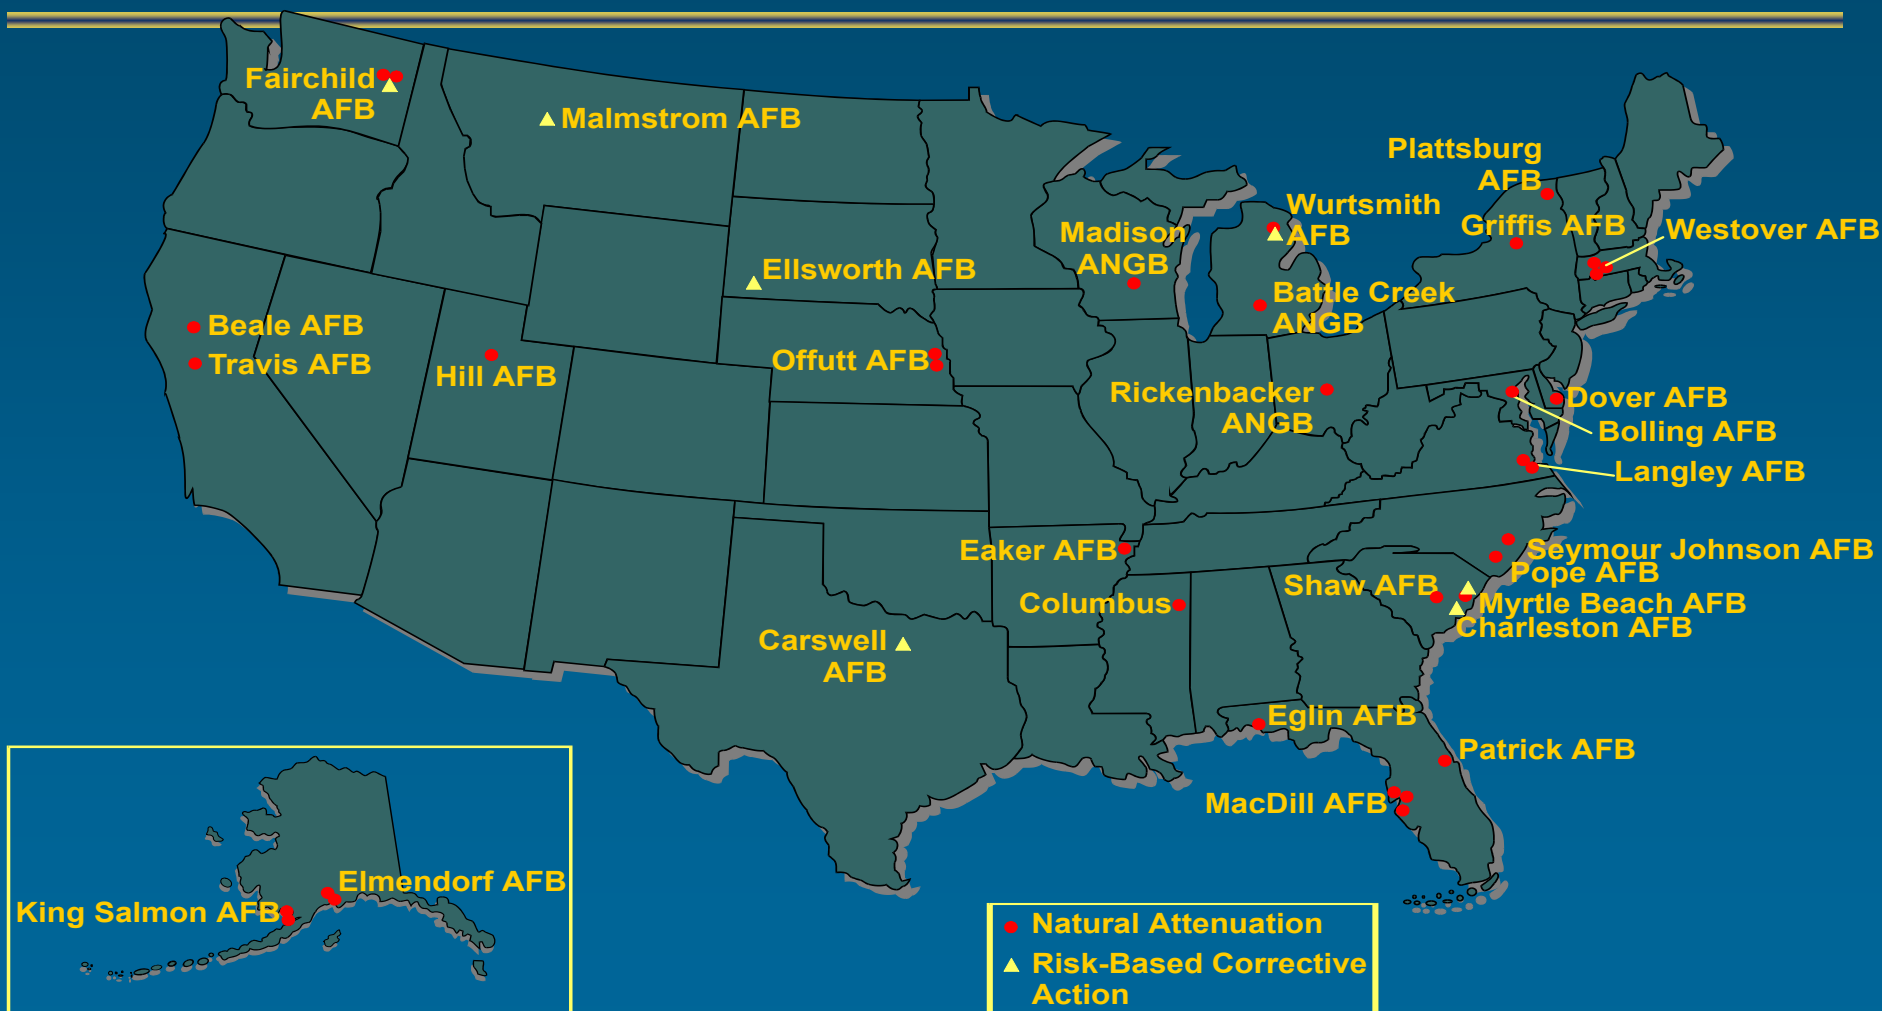 Fairchild
AFB
Malmstrom AFB
Plattsburg
AFB
Wurtsmith
AFB
Griffis AFB
Westover AFB
Madison
ANGB
Ellsworth AFB
Battle Creek
ANGB
Beale AFB
Travis AFB
Hill AFB
Offutt AFB
Rickenbacker
ANGB
Dover AFB
Bolling AFB
Langley AFB
Eaker AFB
Seymour Johnson AFB
Pope AFB
Shaw AFB
Columbus
Myrtle Beach AFB
Charleston AFB
Carswell
AFB
Eglin AFB
Patrick AFB
MacDill AFB
Elmendorf AFB
King Salmon AFB
Natural Attenuation
Risk-Based Corrective
Action